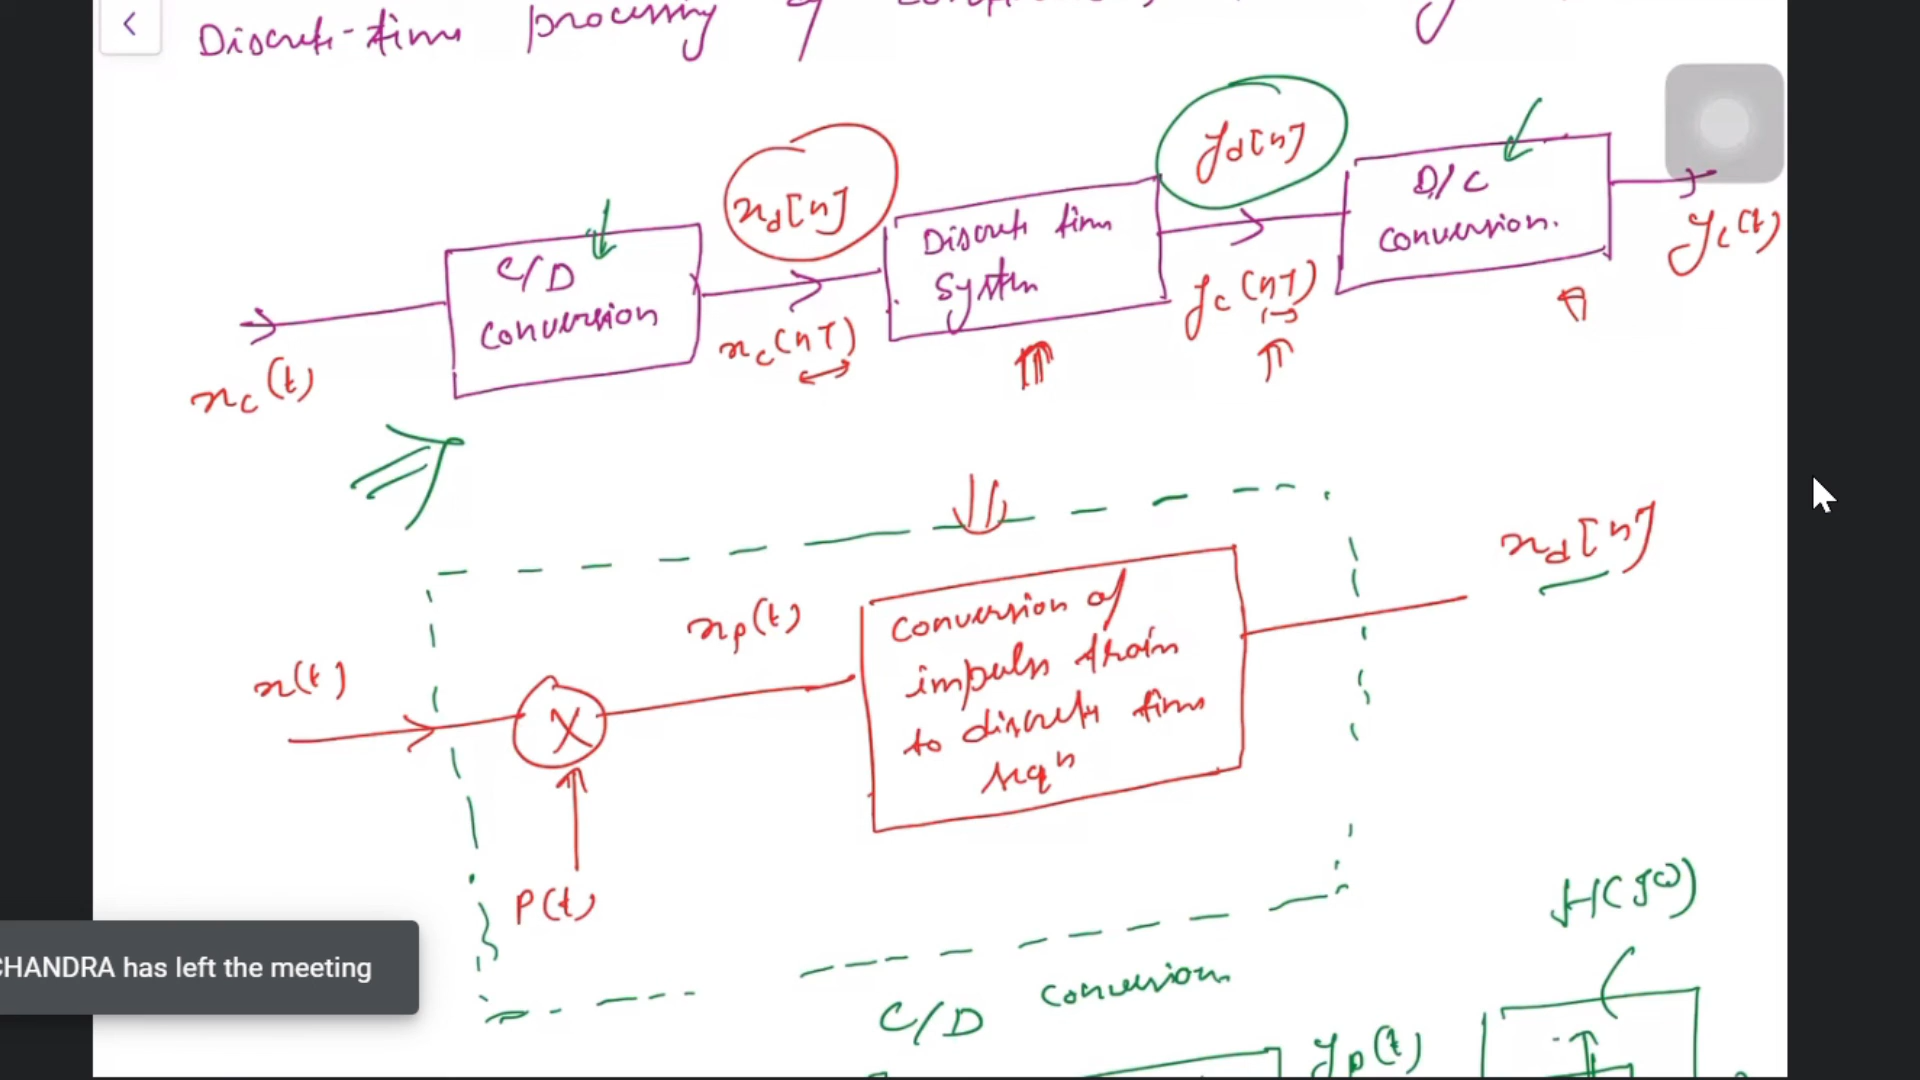 Discrete-time processing of
yd[n]
xd[n]
D/C
conversion.
Discrete time
system
C/D
conversion
yc(t)
yc(nT)
xc(nT)
xc(t)
xd[n]
Conversion of
impulse train
to discrete time
seqn
xp(t)
x(t)
X
P(t)
H(jω)
CHANDRA has left the meeting
C/D conversion
yp(t)